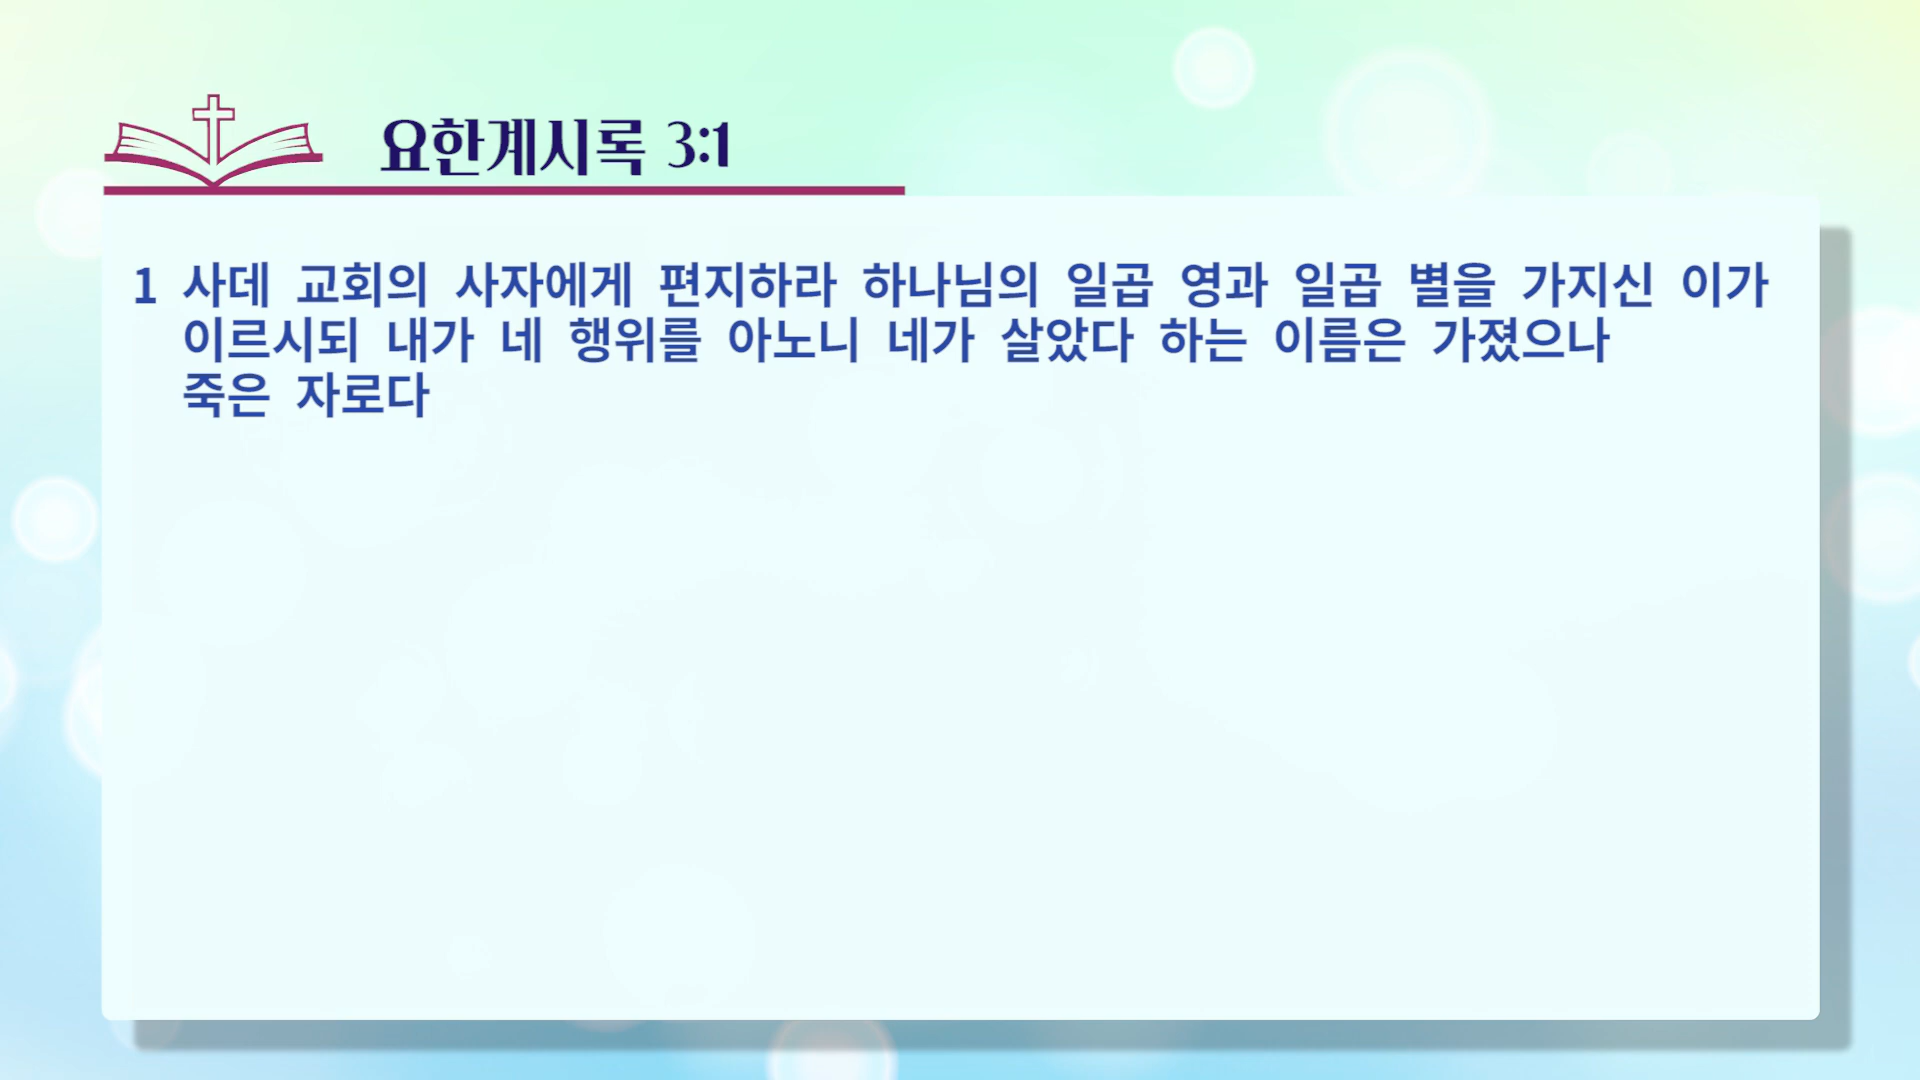 요한계시록 3:1
1 사데 교회의 사자에게 편지하라 하나님의 일곱 영과 일곱 별을 가지신 이가
이르시되 내가 네 행위를 아노니 네가 살았다 하는 이름은 가졌으나
죽은 자로다